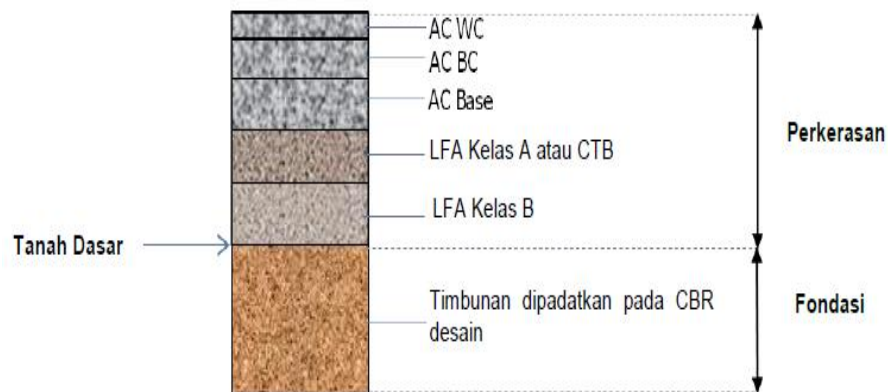 AC WC
AC BC
AC Base
Perkerasan
LFA Kelas A atau CTB
LFA Kelas B
Tanah Dasar
Timbunan dipadatkan pada CBR
desain
Fondasi